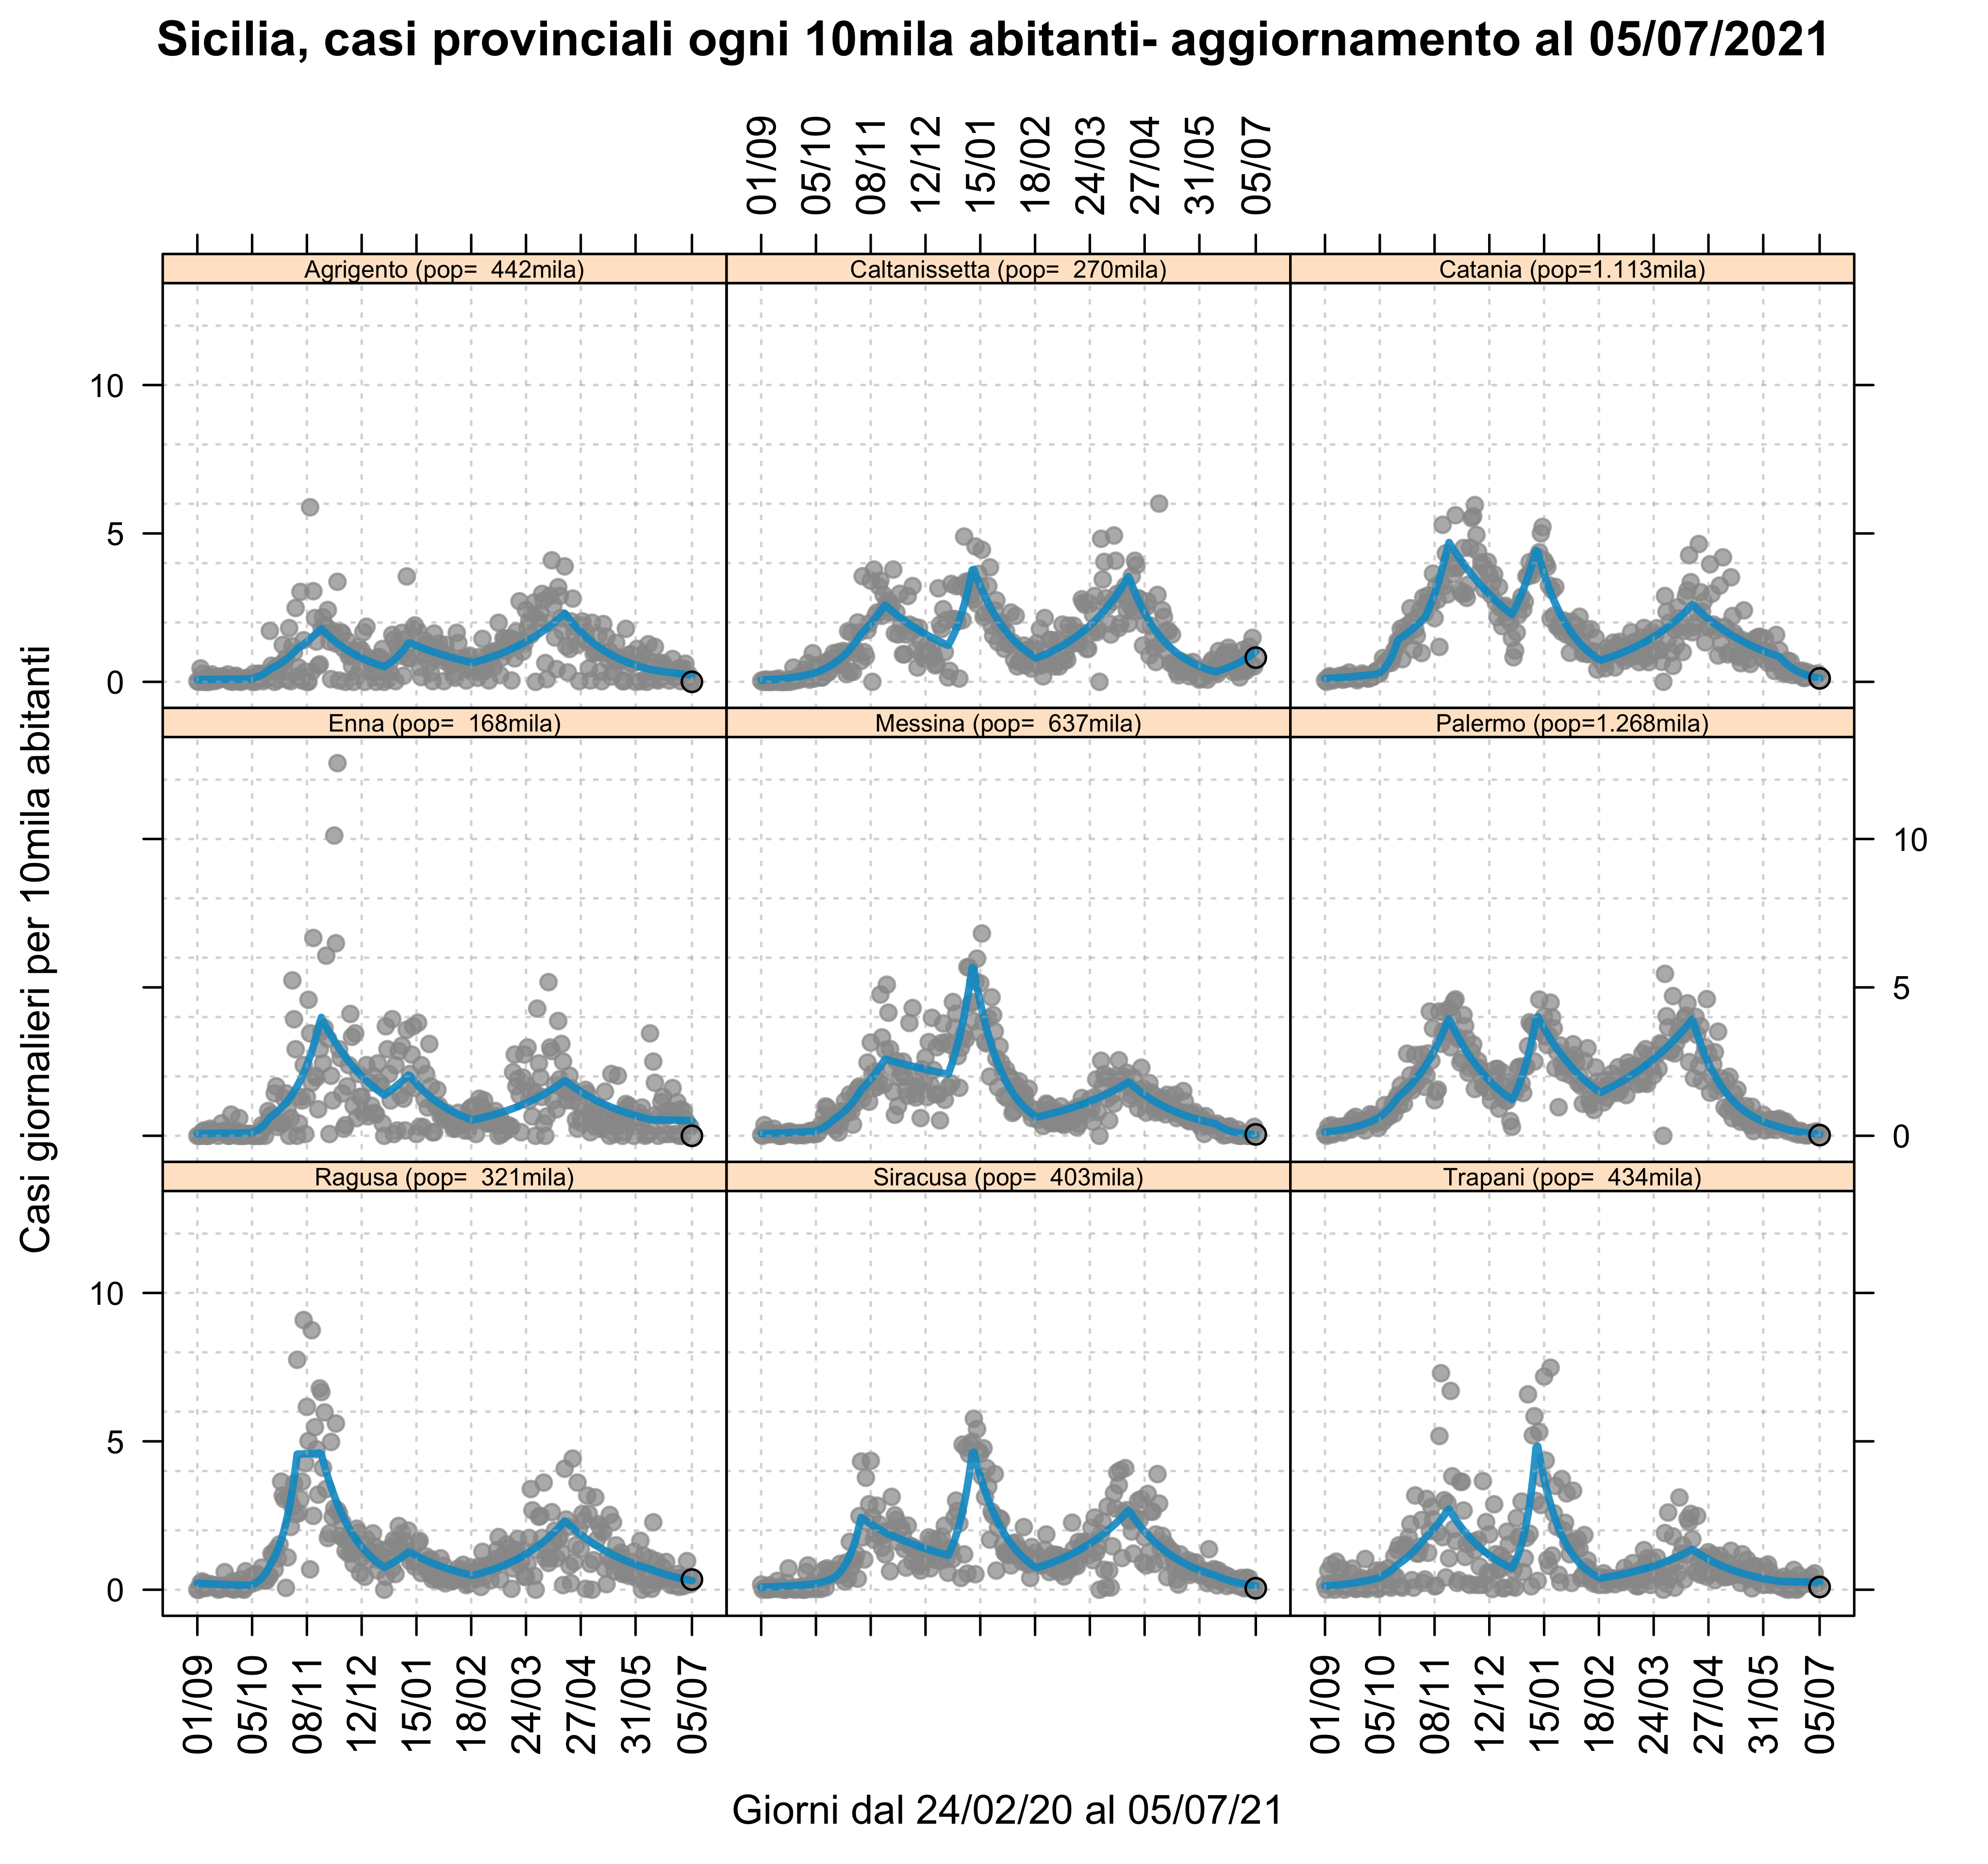 Sicilia, casi provinciali ogni 10mila abitanti- aggiornamento al 05/07/2021
01/09 05/10 08/11 12/12 15/01 18/02 24/03 27/04 31/05 05/07
Agrigento (pop=  442mila)
Caltanissetta (pop=  270mila)
Catania (pop=1.113mila)
10
5
0
Enna (pop=  168mila)
Messina (pop=  637mila)
Palermo (pop=1.268mila)
10
5
0
Ragusa (pop=  321mila)
Siracusa (pop=  403mila)
Trapani (pop=  434mila)
10
5
0
Casi giornalieri per 10mila abitanti
01/09 05/10 08/11 12/12 15/01 18/02 24/03 27/04 31/05 05/07
01/09 05/10 08/11 12/12 15/01 18/02 24/03 27/04 31/05 05/07
Giorni dal 24/02/20 al 05/07/21